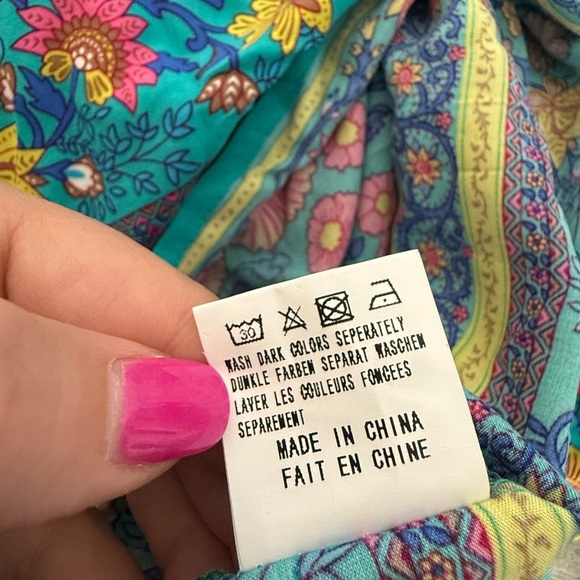 30
WASH DARK COLORS SEPERATELY
DUNKLE FARBEN SEPARAT WASCHEN
LAVER LES COULEURS FONCEES
SEPAREMENT
MADE IN CHINA
FAIT EN CHINE